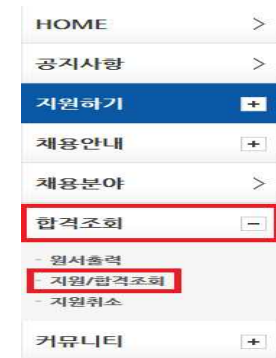 HOME >
공지사항 >
지원하기 +
채용안내 +
채용분야 >
합격조회 -
- 원서출력
- 지원/합격조회
- 지원취소
커뮤니티 +